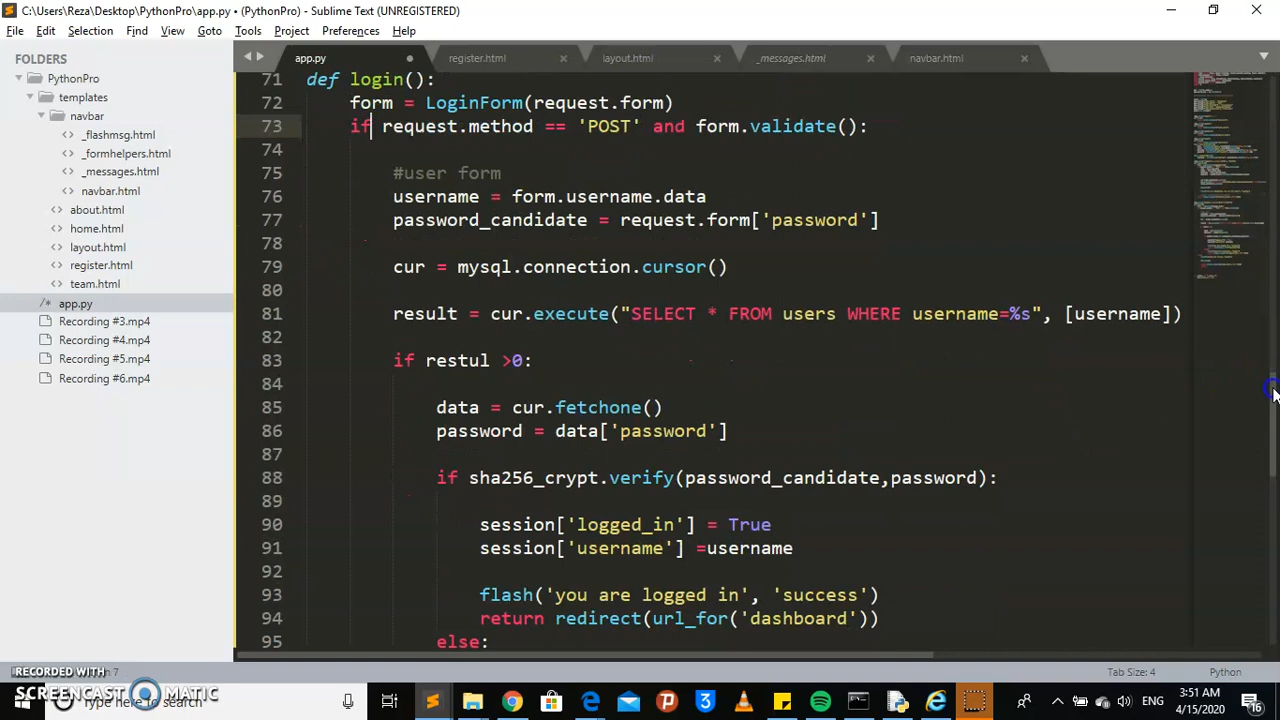 C:\Users\Reza\Desktop\PythonPro\app.py • (PythonPro) - Sublime Text (UNREGISTERED)
File Edit Selection Find View Goto Tools Project Preferences Help
FOLDERS
PythonPro
templates
navbar
_flashmsg.html
_formhelpers.html
_messages.html
navbar.html
about.html
home.html
layout.html
register.html
team.html
/* app.py
Recording #3.mp4
Recording #4.mp4
Recording #5.mp4
Recording #6.mp4
app.py register.html layout.html _messages.html navbar.html
71 def login():
72 form = LoginForm(request.form)
73 if request.method == 'POST' and form.validate():
74
75 #user form
76 username = form.username.data
77 password_candidate = request.form['password']
78
79 cur = mysql.connection.cursor()
80
81 result = cur.execute("SELECT * FROM users WHERE username=%s", [username])
82
83 if restul >0:
84
85 data = cur.fetchone()
86 password = data['password']
87
88 if sha256_crypt.verify(password_candidate,password):
89
90 session['logged_in'] = True
91 session['username'] =username
92
93 flash('you are logged in', 'success')
94 return redirect(url_for('dashboard'))
95 else:
Tab Size: 4 Python
RECORDED WITH
SCREENCAST MATIC
Type here to search
ENG
3:51 AM
4/15/2020
16